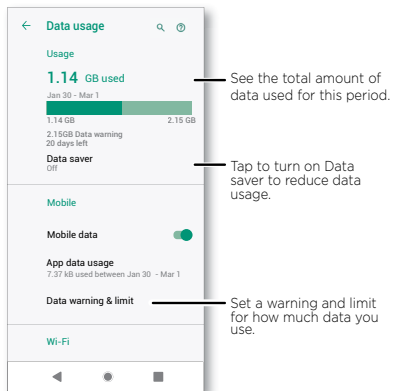 Data usage
Usage
1.14 GB used
Jan 30 - Mar 1
1.14 GB 2.15 GB
2.15GB Data warning
20 days left
Data saver
Off
Mobile
Mobile data
App data usage
7.37 kB used between Jan 30 - Mar 1
Data warning & limit
Wi-Fi
See the total amount of
data used for this period.
Tap to turn on Data
saver to reduce data
usage.
Set a warning and limit
for how much data you
use.